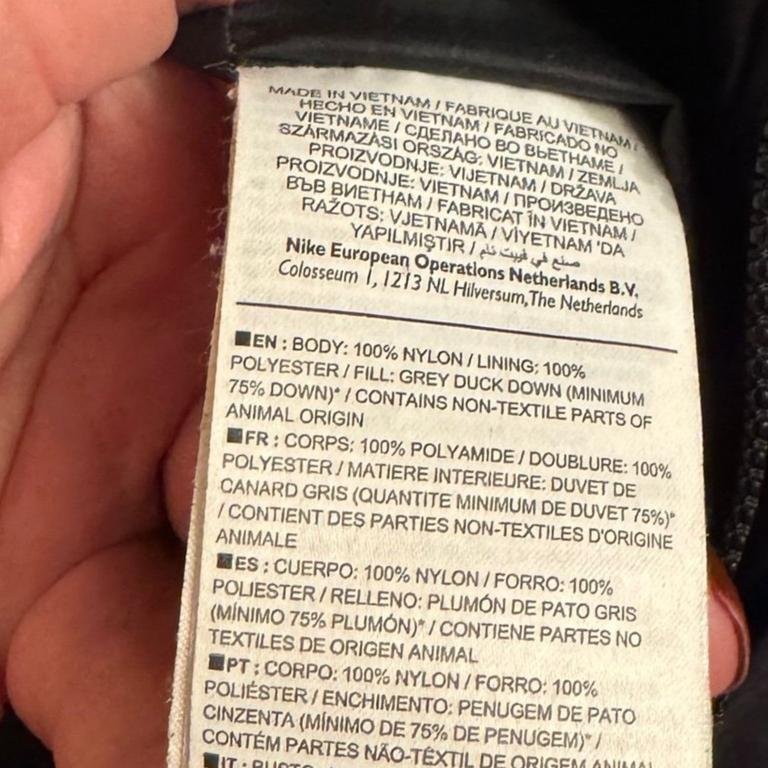 MADE IN VIETNAM / FABRIQUE AU VIETNAM /
HECHO EN VIETNAM / FABRICADO NO
VIETNAME / СДЕЛАНО ВО ВЬЕТНАМЕ /
SZÁRMAZÁSI ORSZÁG: VIETNAM / ZEMLJA
PROIZVODNJE: VIJETNAM / DRŽAVA
PROIZVODNJE: VIETNAM / ПРОИЗВЕДЕНО
ВЪВ ВИЕТНАМ / FABRICAT ÎN VIETNAM /
RAŽOTS: VJETNAMĀ / VİYETNAM 'DA
YAPILMIŞTIR / صنع في فييت نام
Nike European Operations Netherlands B.V.
Colosseum 1, 1213 NL Hilversum, The Netherlands
EN : BODY: 100% NYLON / LINING: 100%
POLYESTER / FILL: GREY DUCK DOWN (MINIMUM
75% DOWN)* / CONTAINS NON-TEXTILE PARTS OF
ANIMAL ORIGIN
FR : CORPS: 100% POLYAMIDE / DOUBLURE: 100%
POLYESTER / MATIERE INTERIEURE: DUVET DE
CANARD GRIS (QUANTITE MINIMUM DE DUVET 75%)*
/ CONTIENT DES PARTIES NON-TEXTILES D'ORIGINE
ANIMALE
ES : CUERPO: 100% NYLON / FORRO: 100%
POLIESTER / RELLENO: PLUMÓN DE PATO GRIS
(MÍNIMO 75% PLUMÓN)* / CONTIENE PARTES NO
TEXTILES DE ORIGEN ANIMAL
PT : CORPO: 100% NYLON / FORRO: 100%
POLIÉSTER / ENCHIMENTO: PENUGEM DE PATO
CINZENTA (MÍNIMO DE 75% DE PENUGEM)* /
CONTÉM PARTES NÃO-TÊXTIL DE ORIGEM ANIMAL
IT : BUSTO